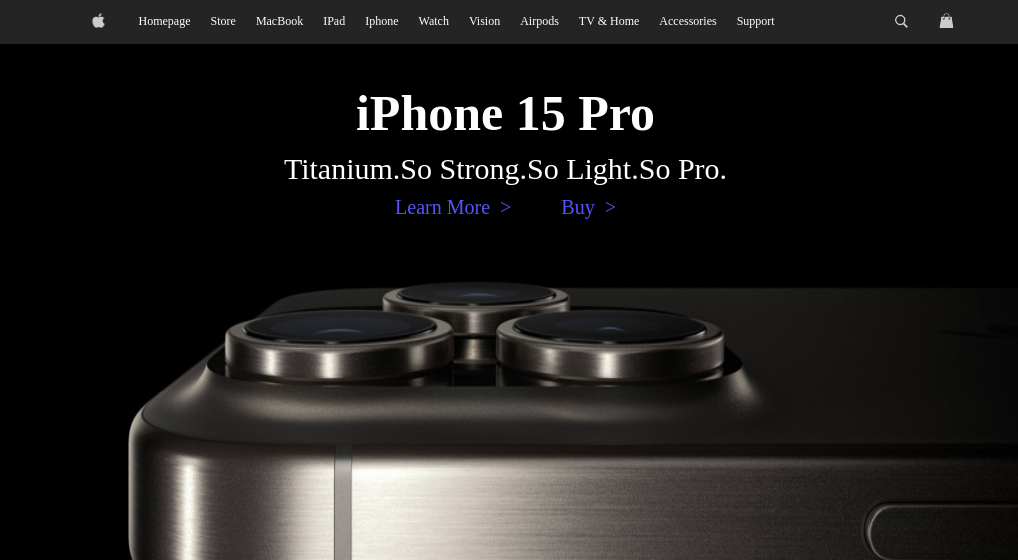 Homepage Store MacBook IPad Iphone Watch Vision Airpods TV & Home Accessories Support
iPhone 15 Pro
Titanium.So Strong.So Light.So Pro.
Learn More > Buy >